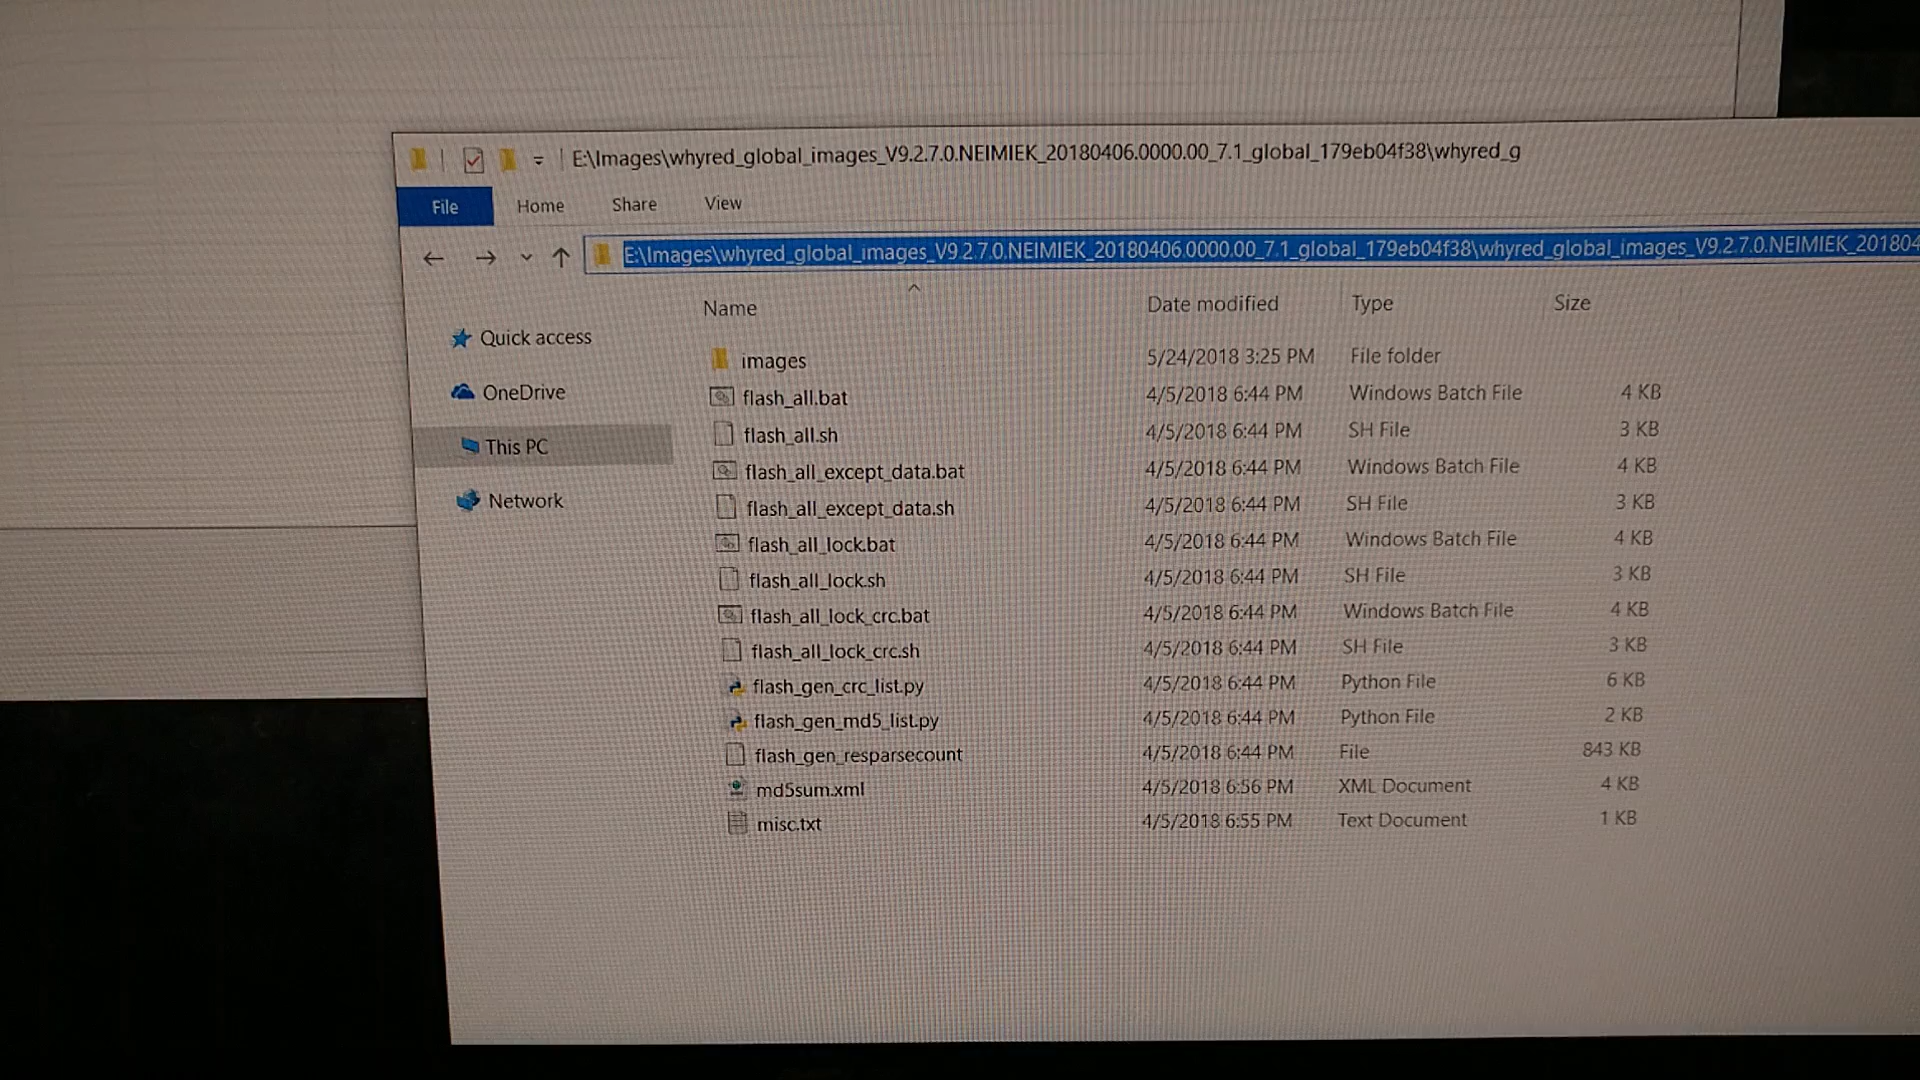 E:\Images\whyred_global_images_V9.2.7.0.NEIMIEK_20180406.0000.00_7.1_global_179eb04f38\whyred_g
File Home Share View
E:\Images\whyred_global_images_V9.2.7.0.NEIMIEK_20180406.0000.00_7.1_global_179eb04f38\whyred_global_images_V9.2.7.0.NEIMIEK_201804
Name Date modified Type Size
Quick access
OneDrive
This PC
Network
images 5/24/2018 3:25 PM File folder
flash_all.bat 4/5/2018 6:44 PM Windows Batch File 4 KB
flash_all.sh 4/5/2018 6:44 PM SH File 3 KB
flash_all_except_data.bat 4/5/2018 6:44 PM Windows Batch File 4 KB
flash_all_except_data.sh 4/5/2018 6:44 PM SH File 3 KB
flash_all_lock.bat 4/5/2018 6:44 PM Windows Batch File 4 KB
flash_all_lock.sh 4/5/2018 6:44 PM SH File 3 KB
flash_all_lock_crc.bat 4/5/2018 6:44 PM Windows Batch File 4 KB
flash_all_lock_crc.sh 4/5/2018 6:44 PM SH File 3 KB
flash_gen_crc_list.py 4/5/2018 6:44 PM Python File 6 KB
flash_gen_md5_list.py 4/5/2018 6:44 PM Python File 2 KB
flash_gen_resparsecount 4/5/2018 6:44 PM File 843 KB
md5sum.xml 4/5/2018 6:56 PM XML Document 4 KB
misc.txt 4/5/2018 6:55 PM Text Document 1 KB